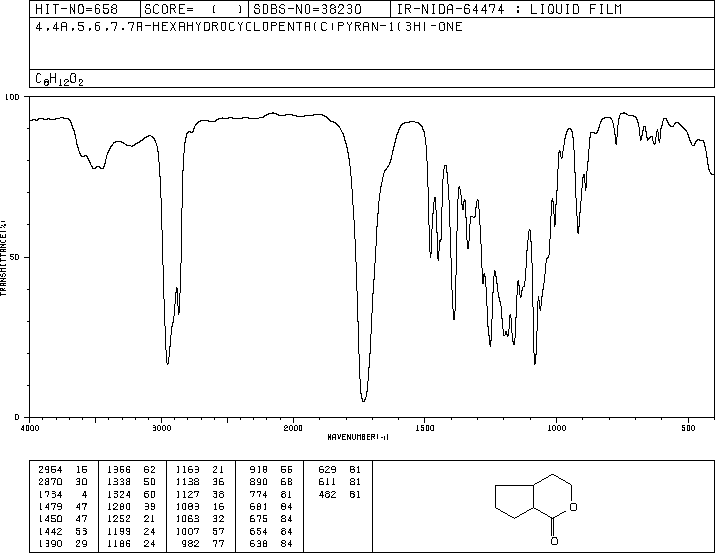 HIT-NO=658 SCORE= ( ) SDBS-NO=38230 IR-NIDA-64474 : LIQUID FILM
4,4A,5,6,7,7A-HEXAHYDROCYCLOPENTA(C)PYRAN-1(3H)-ONE
C8H12O2
100
50
0
TRANSMITTANCE(%)
4000 3000 2000 1500 1000 500
WAVENUMBER(-1)
2954 16 1366 62 1163 21 918 55 629 81
2870 30 1338 50 1138 36 890 68 611 81
1734 4 1324 60 1127 38 774 81 482 81
1479 47 1280 39 1083 16 681 84
1450 47 1252 21 1063 32 675 84
1442 53 1199 24 1007 57 654 84
1390 29 1186 24 982 77 638 84
O
O